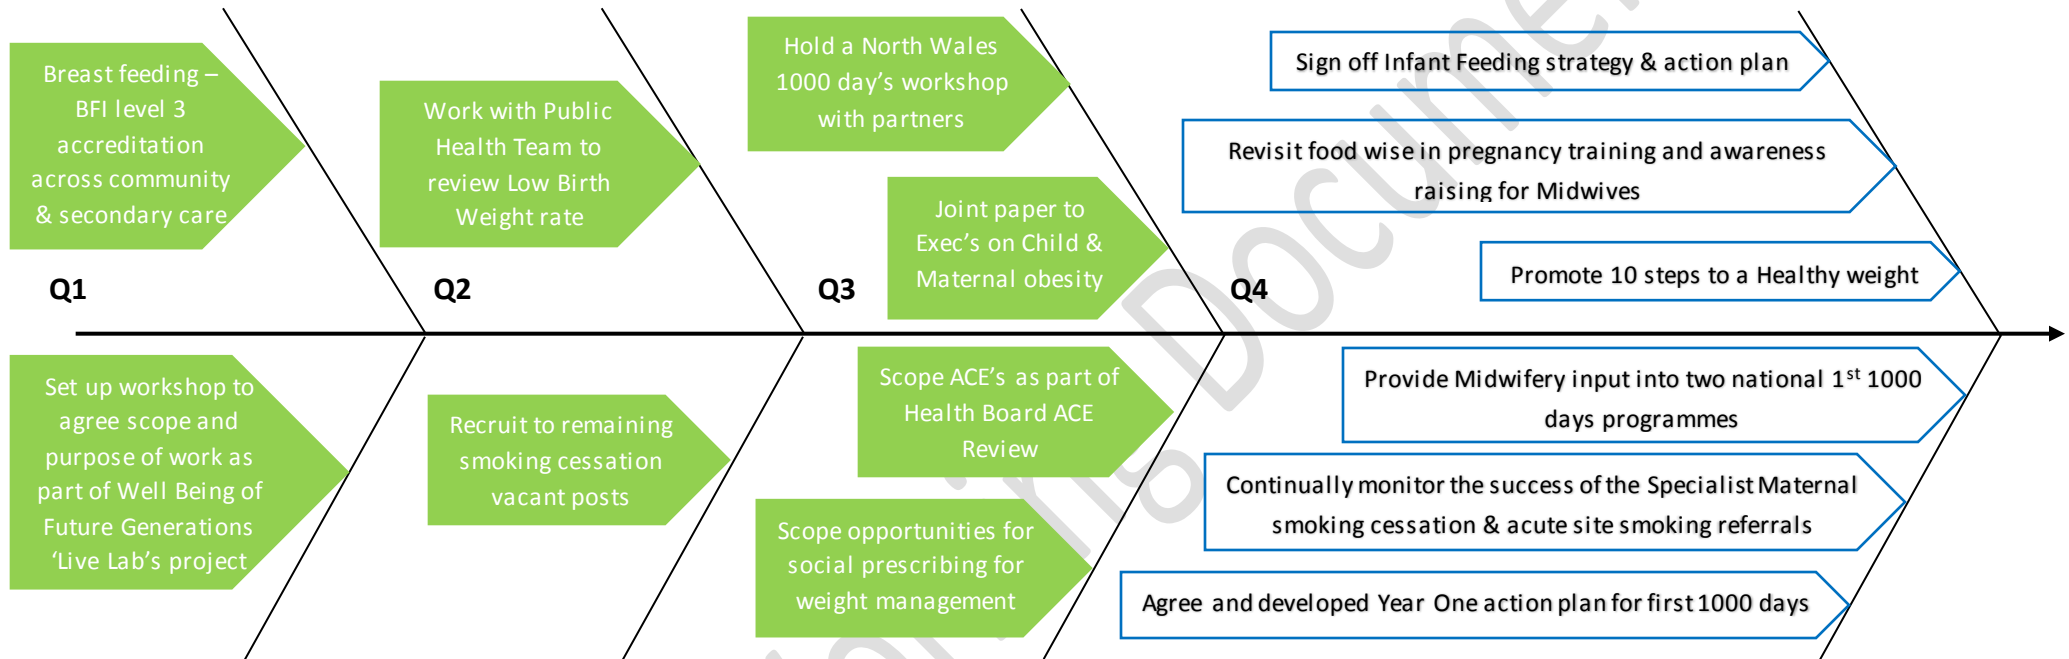 Breast feeding –
BFI level 3
accreditation
across community
& secondary care
Q1
Set up workshop to
agree scope and
purpose of work as
part of Well Being of
Future Generations
‘Live Lab’s project
Work with Public
Health Team to
review Low Birth
Weight rate
Q2
Recruit to remaining
smoking cessation
vacant posts
Hold a North Wales
1000 day’s workshop
with partners
Joint paper to
Exec’s on Child &
Maternal obesity
Q3
Scope ACE’s as part of
Health Board ACE
Review
Scope opportunities for
social prescribing for
weight management
Sign off Infant Feeding strategy & action plan
Revisit food wise in pregnancy training and awareness
raising for Midwives
Promote 10 steps to a Healthy weight
Q4
Provide Midwifery input into two national 1st 1000
days programmes
Continually monitor the success of the Specialist Maternal
smoking cessation & acute site smoking referrals
Agree and developed Year One action plan for first 1000 days